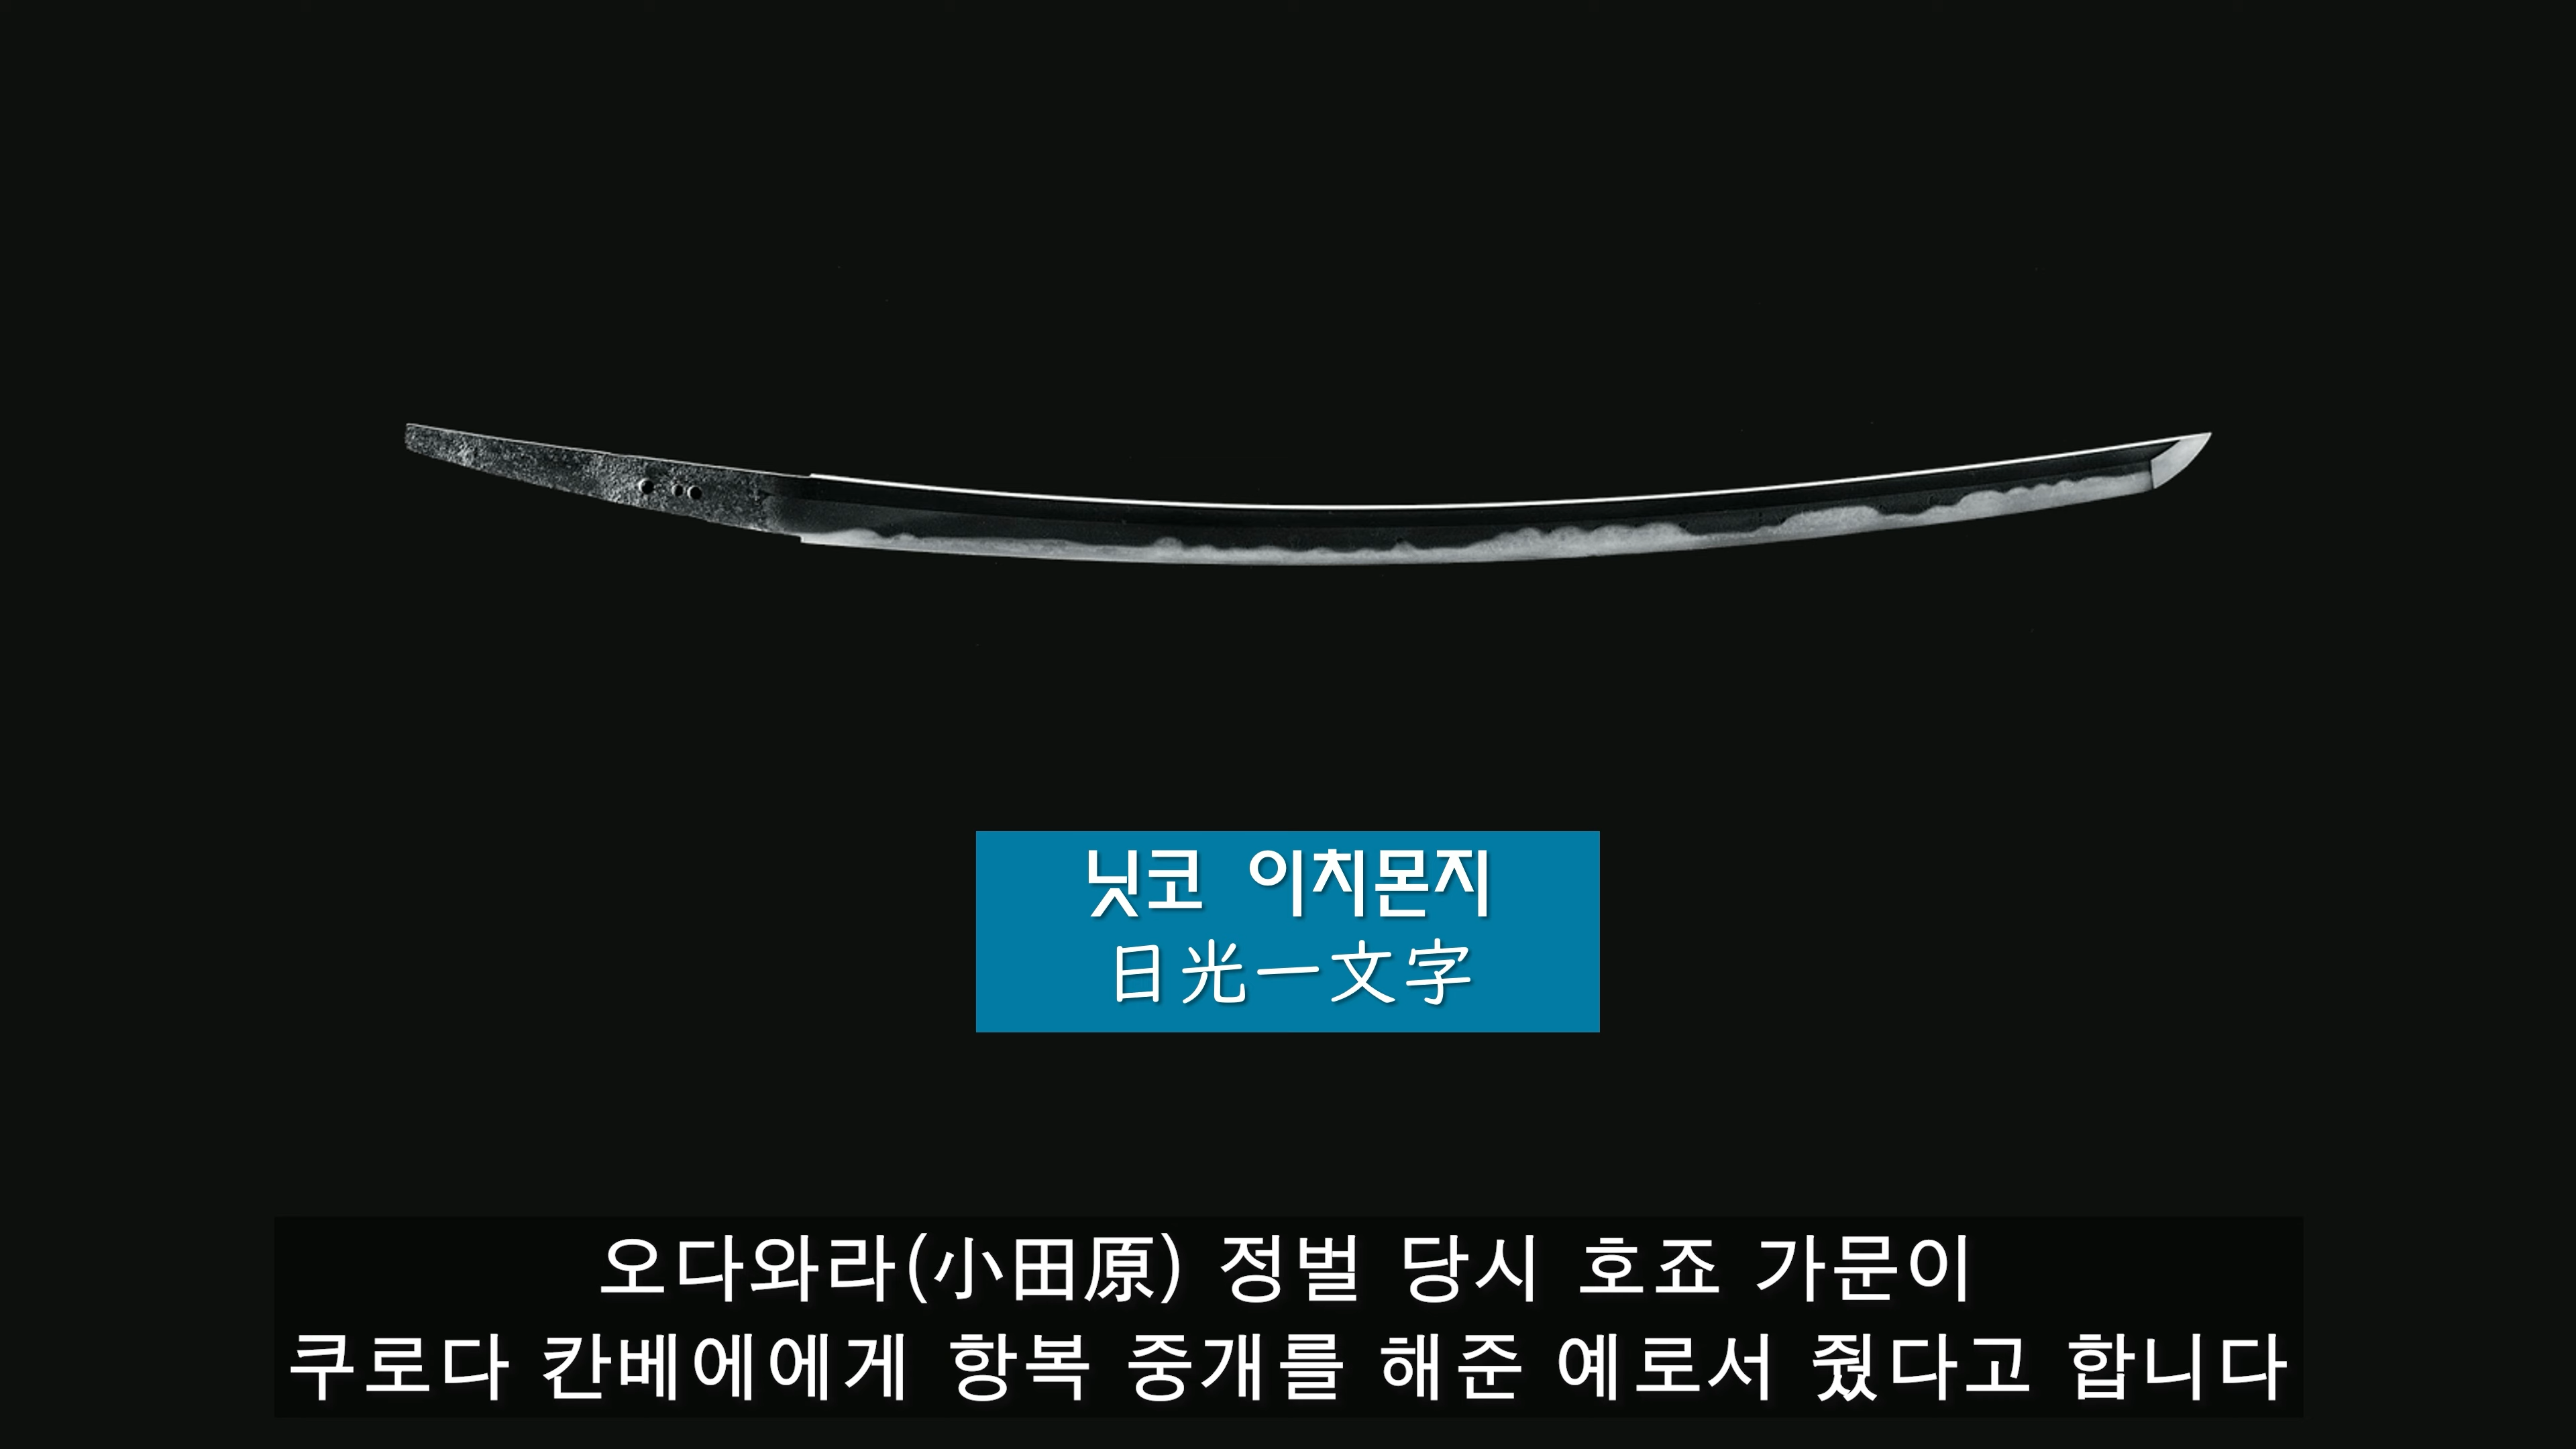 닛코 이치몬지
日光一文字
오다와라(小田原) 정벌 당시 호죠 가문이
쿠로다 칸베에에게 항복 중개를 해준 예로서 줬다고 합니다